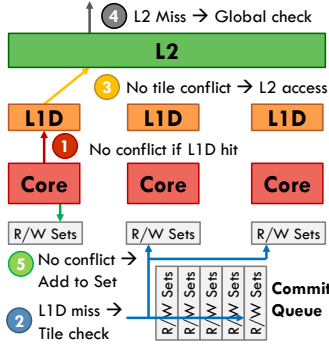 4 L2 Miss → Global check
L2
3 No tile conflict → L2 access
L1D L1D L1D
1 No conflict if L1D hit
Core Core Core
R/W Sets R/W Sets R/W Sets
5 No conflict →
Add to Set
2 L1D miss →
Tile check
R/W Sets
R/W Sets
R/W Sets
R/W Sets
R/W Sets
Commit
Queue